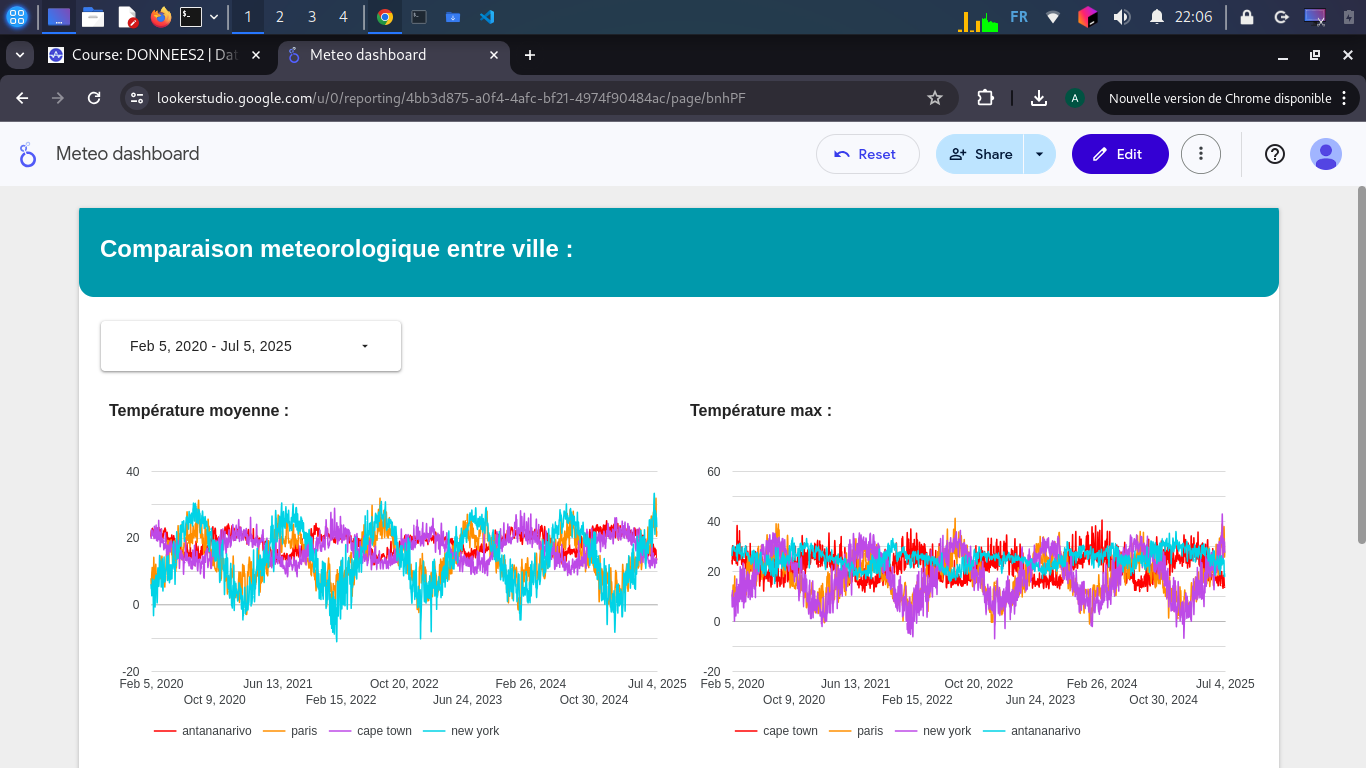 1 2 3 4 FR 22:06
Course: DONNEES2 | Dat
Meteo dashboard
lookerstudio.google.com/u/0/reporting/4bb3d875-a0f4-4afc-bf21-4974f90484ac/page/bnhPF
A
Nouvelle version de Chrome disponible
Meteo dashboard
Reset
Share
Edit
Comparaison meteorologique entre ville :
Feb 5, 2020 - Jul 5, 2025
Température moyenne :
40
20
0
-20
Feb 5, 2020 Jun 13, 2021 Oct 20, 2022 Feb 26, 2024 Jul 4, 2025
Oct 9, 2020 Feb 15, 2022 Jun 24, 2023 Oct 30, 2024
antananarivo paris cape town new york
Température max :
60
40
20
0
-20
Feb 5, 2020 Jun 13, 2021 Oct 20, 2022 Feb 26, 2024 Jul 4, 2025
Oct 9, 2020 Feb 15, 2022 Jun 24, 2023 Oct 30, 2024
cape town paris new york antananarivo